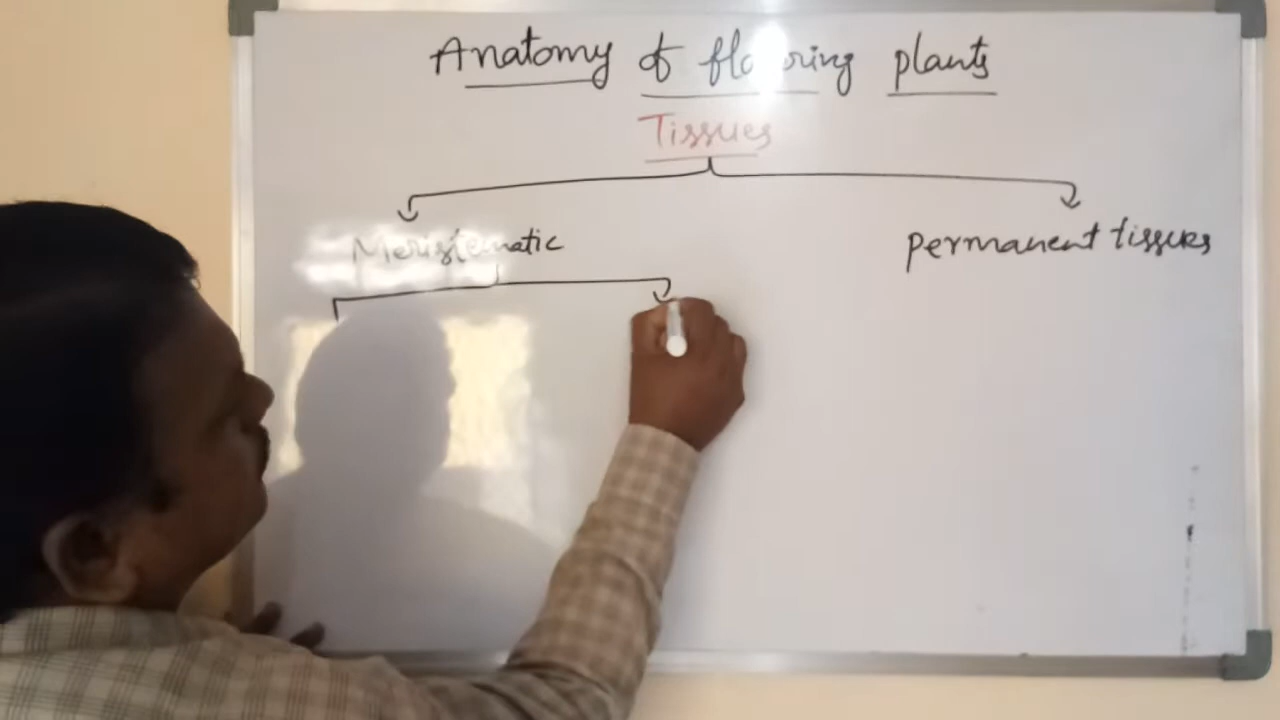 Anatomy of flowering plants
Tissues
Meristematic
Permanent tissues